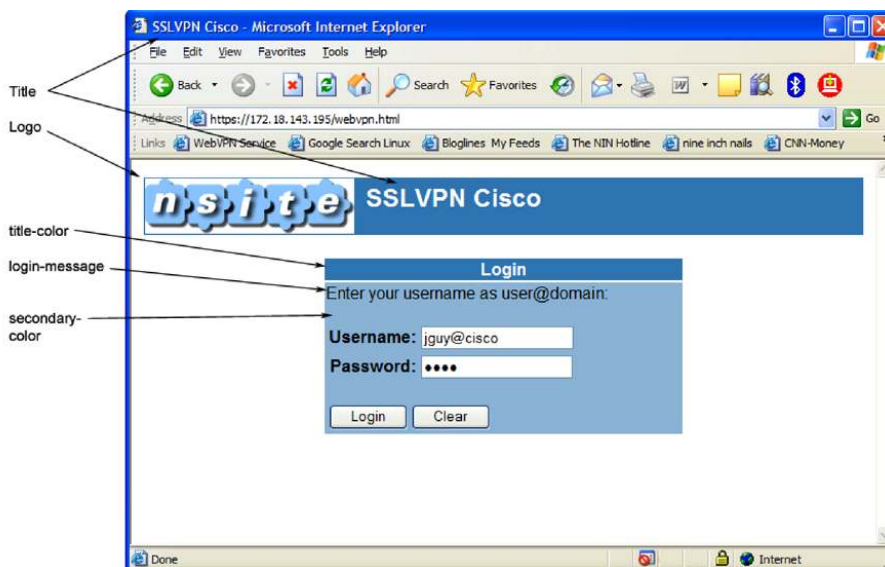 SSLVPN Cisco - Microsoft Internet Explorer
File Edit View Favorites Tools Help
Back Search Favorites
Title
Address https://172.18.143.195/webvpn.html Go
Logo
Links WebVPN Service Google Search Linux Bloglines My Feeds The NIN Hotline nine inch nails CNN-Money
nsite SSLVPN Cisco
title-color
Login
login-message
Enter your username as user@domain:
secondary-
color
Username: jguy@cisco
Password: ••••
Login Clear
Done Internet